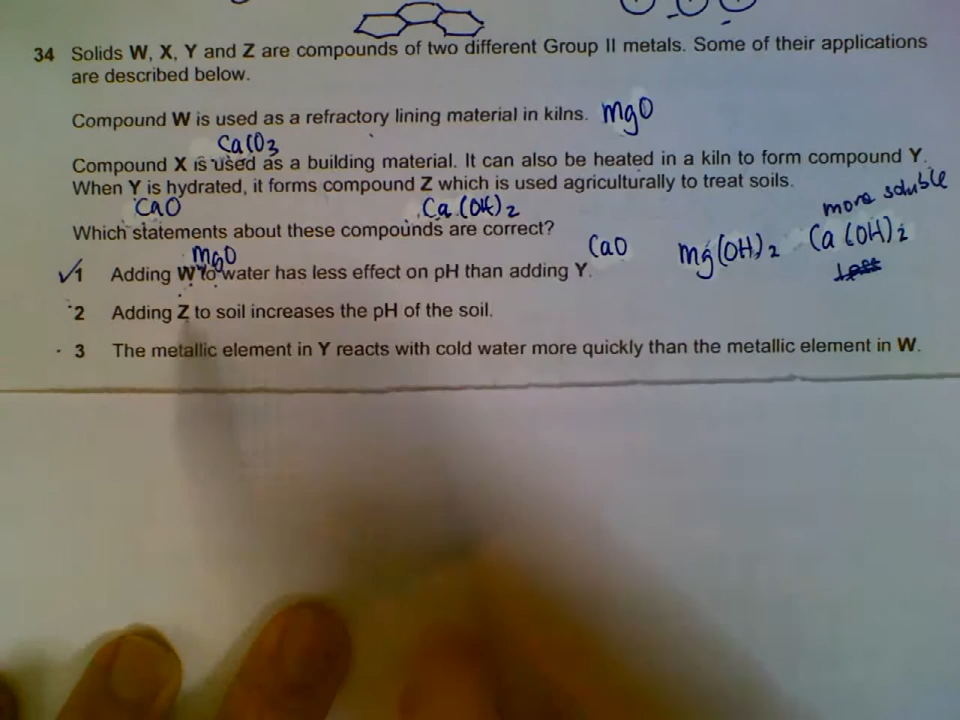 34 Solids W, X, Y and Z are compounds of two different Group II metals. Some of their applications
are described below.
Compound W is used as a refractory lining material in kilns. MgO
CaCO3
Compound X is used as a building material. It can also be heated in a kiln to form compound Y.
When Y is hydrated, it forms compound Z which is used agriculturally to treat soils.
CaO Ca(OH)2 more soluble
Which statements about these compounds are correct?
MgO CaO Mg(OH)2 Ca(OH)2
✓1 Adding W to water has less effect on pH than adding Y.
2 Adding Z to soil increases the pH of the soil.
3 The metallic element in Y reacts with cold water more quickly than the metallic element in W.